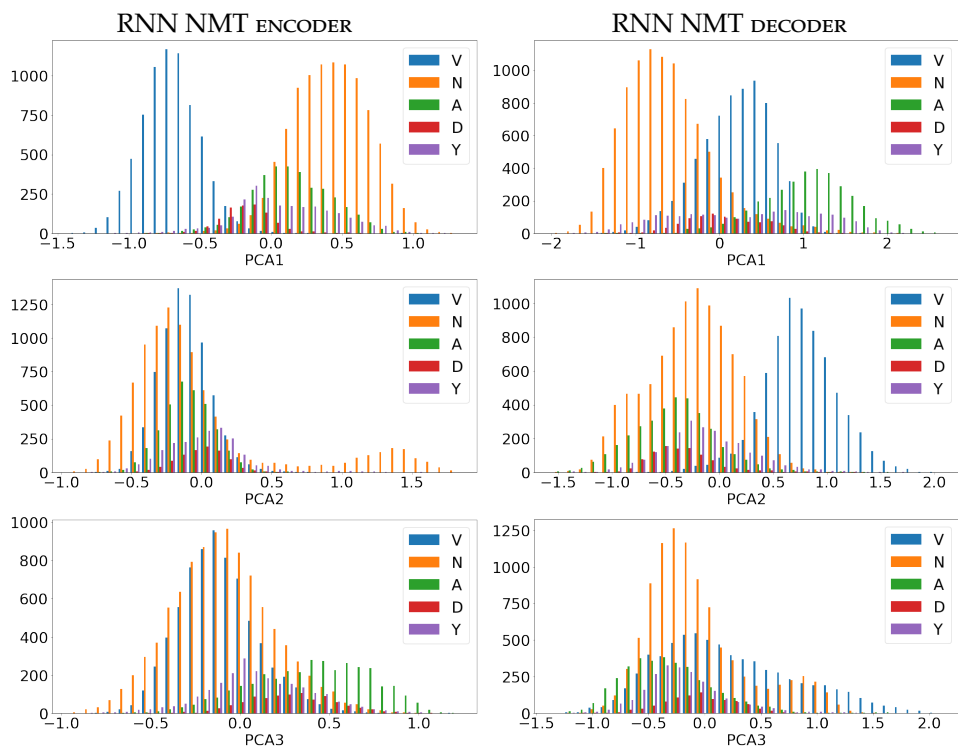 RNN NMT ENCODER
1000
750
500
250
0
−1.5 −1.0 −0.5 0.0 0.5 1.0
PCA1
V
N
A
D
Y
RNN NMT DECODER
1000
800
600
400
200
0
−2 −1 0 1 2
PCA1
V
N
A
D
Y
1250
1000
750
500
250
0
−1.0 −0.5 0.0 0.5 1.0 1.5
PCA2
V
N
A
D
Y
1000
800
600
400
200
0
−1.5 −1.0 −0.5 0.0 0.5 1.0 1.5 2.0
PCA2
V
N
A
D
Y
1000
800
600
400
200
0
−1.0 −0.5 0.0 0.5 1.0
PCA3
V
N
A
D
Y
1250
1000
750
500
250
0
−1.5 −1.0 −0.5 0.0 0.5 1.0 1.5 2.0
PCA3
V
N
A
D
Y